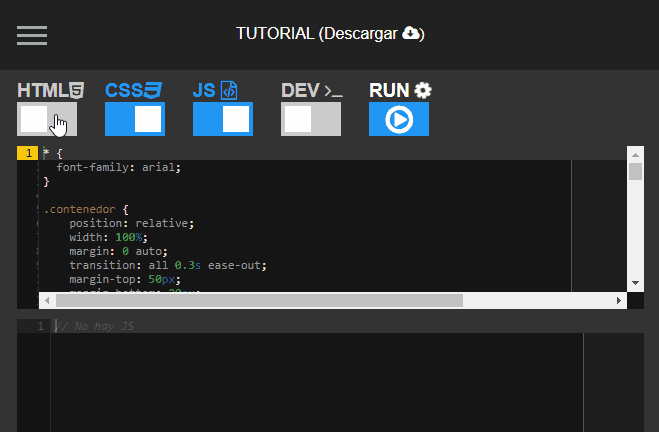 TUTORIAL (Descargar )
HTML CSS JS DEV RUN
1 * {
font-family: arial;
}
.contenedor {
position: relative;
width: 100%;
margin: 0 auto;
transition: all 0.3s ease-out;
margin-top: 50px;
1 // No hay JS